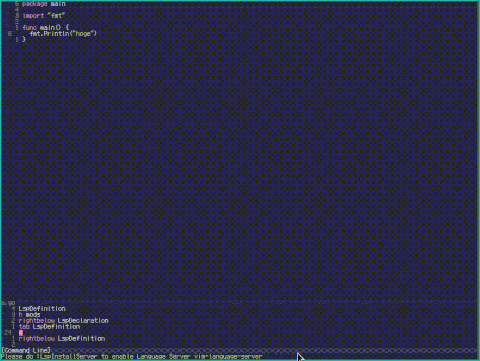 package main
import "fmt"
func main() {
fmt.Println("hoge")
}
LspDefinition
h mods
rightbelow LspDeclaration
tab LspDefinition
rightbelow LspDefinition
[Command Line]
Please do :LspInstallServer to enable Language Server vim-language-server